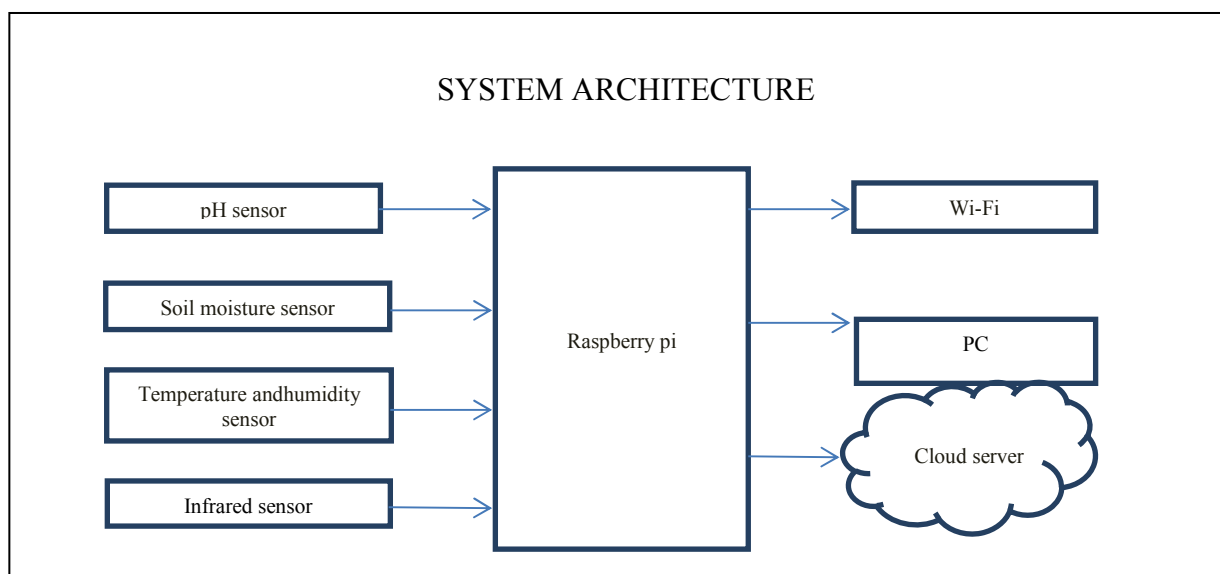 SYSTEM ARCHITECTURE
pH sensor
Soil moisture sensor
Temperature andhumidity
sensor
Infrared sensor
Raspberry pi
Wi-Fi
PC
Cloud server